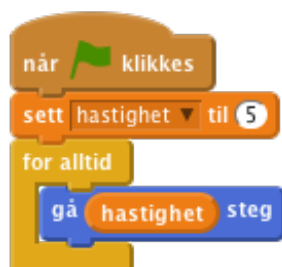 når klikkes
sett hastighet til 5
for alltid
gå hastighet steg